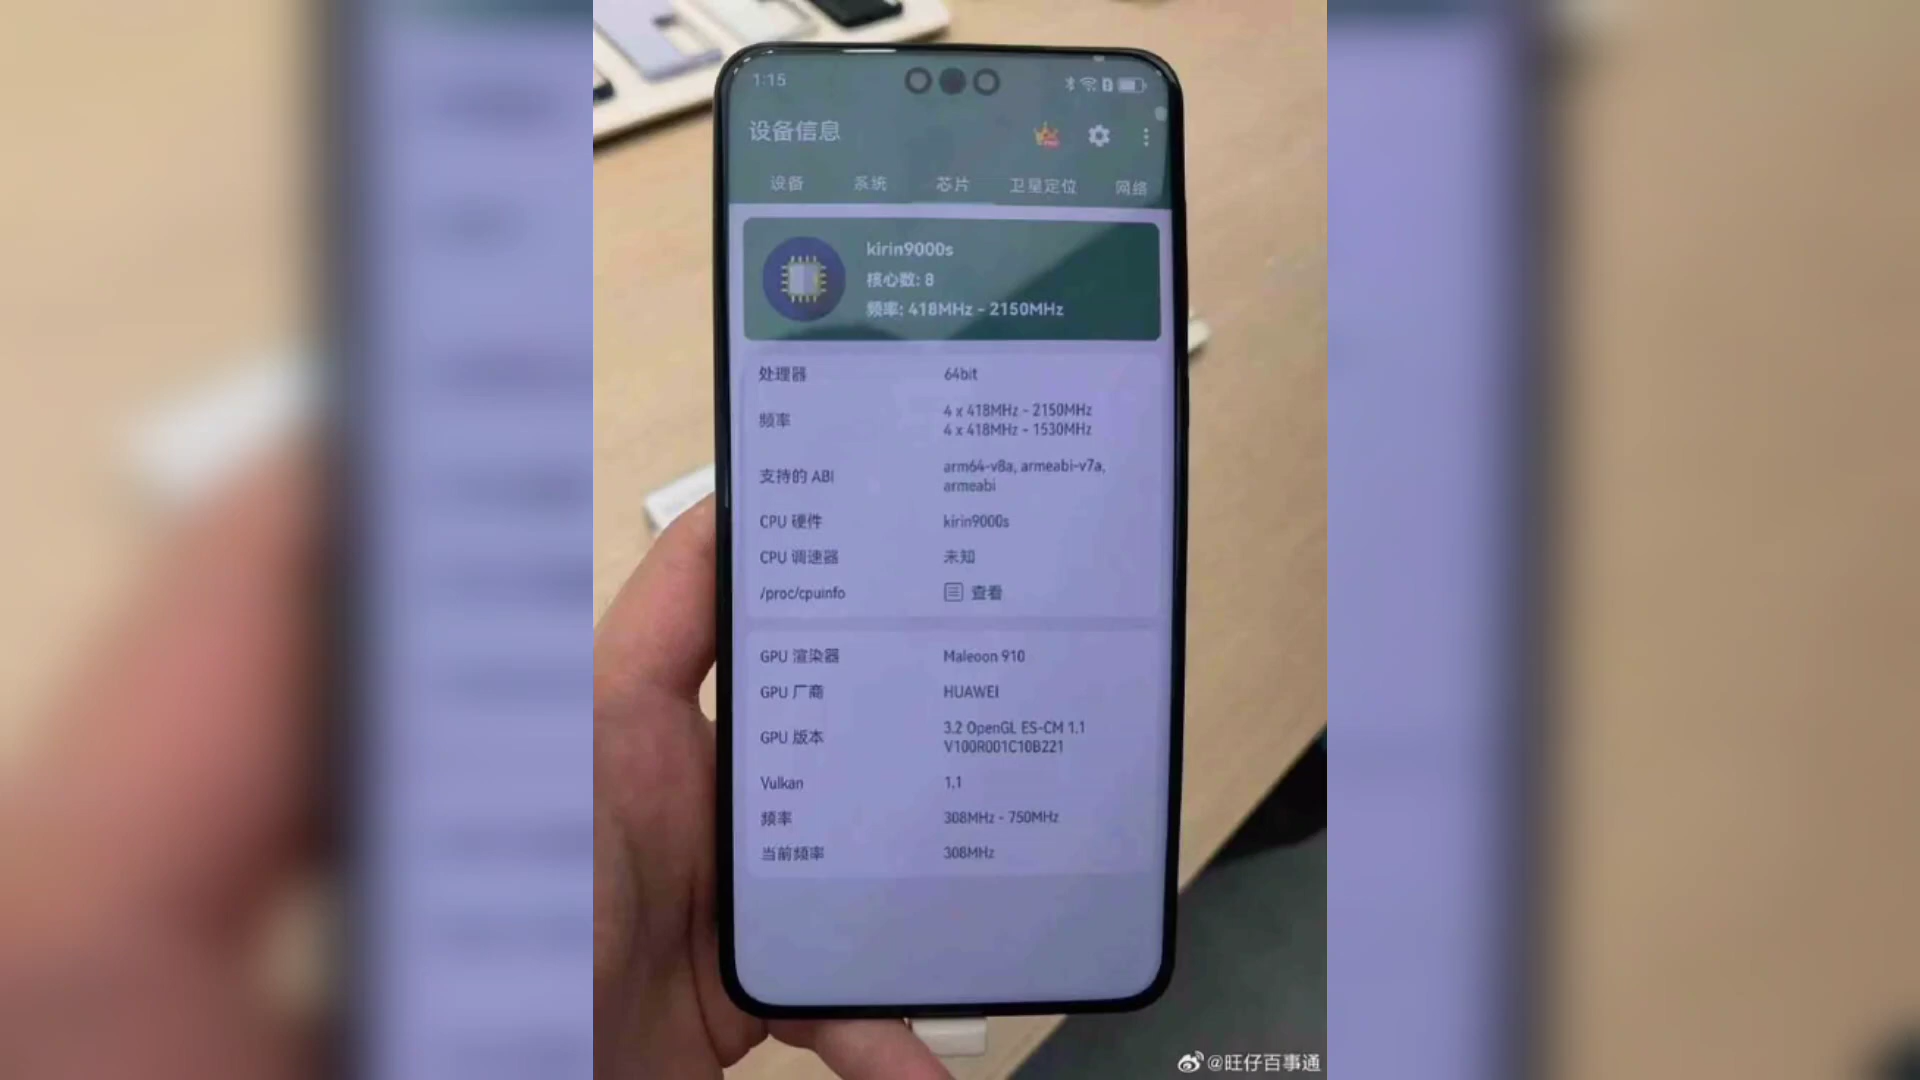 1:15
设备信息
设备 系统 芯片 卫星定位 网络
kirin9000s
核心数: 8
频率: 418MHz - 2150MHz
处理器 64bit
频率 4 x 418MHz - 2150MHz
4 x 418MHz - 1530MHz
支持的 ABI arm64-v8a, armeabi-v7a,
armeabi
CPU 硬件 kirin9000s
CPU 调速器 未知
/proc/cpuinfo 查看
GPU 渲染器 Maleoon 910
GPU 厂商 HUAWEI
GPU 版本 3.2 OpenGL ES-CM 1.1
V100R001C10B221
Vulkan 1.1
频率 308MHz - 750MHz
当前频率 308MHz
@旺仔百事通